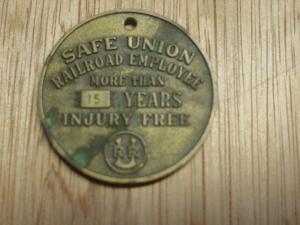 SAFE UNION
RAILROAD EMPLOYEE
MORE THAN
15 YEARS
INJURY FREE